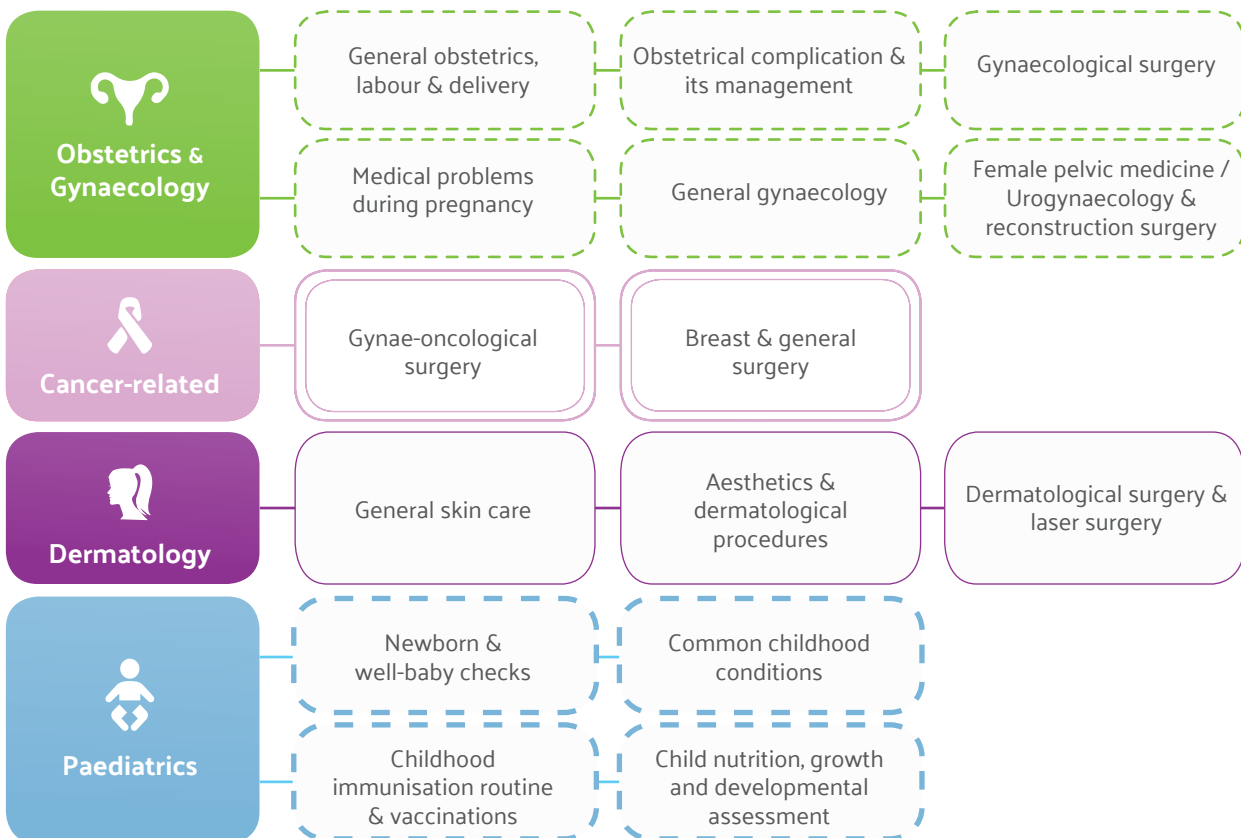 Obstetrics &
Gynaecology
General obstetrics,
labour & delivery
Obstetrical complication &
its management
Gynaecological surgery
Medical problems
during pregnancy
General gynaecology
Female pelvic medicine /
Urogynaecology &
reconstruction surgery
Cancer-related
Gynae-oncological
surgery
Breast & general
surgery
Dermatology
General skin care
Aesthetics &
dermatological
procedures
Dermatological surgery &
laser surgery
Paediatrics
Newborn &
well-baby checks
Common childhood
conditions
Childhood
immunisation routine
& vaccinations
Child nutrition, growth
and developmental
assessment